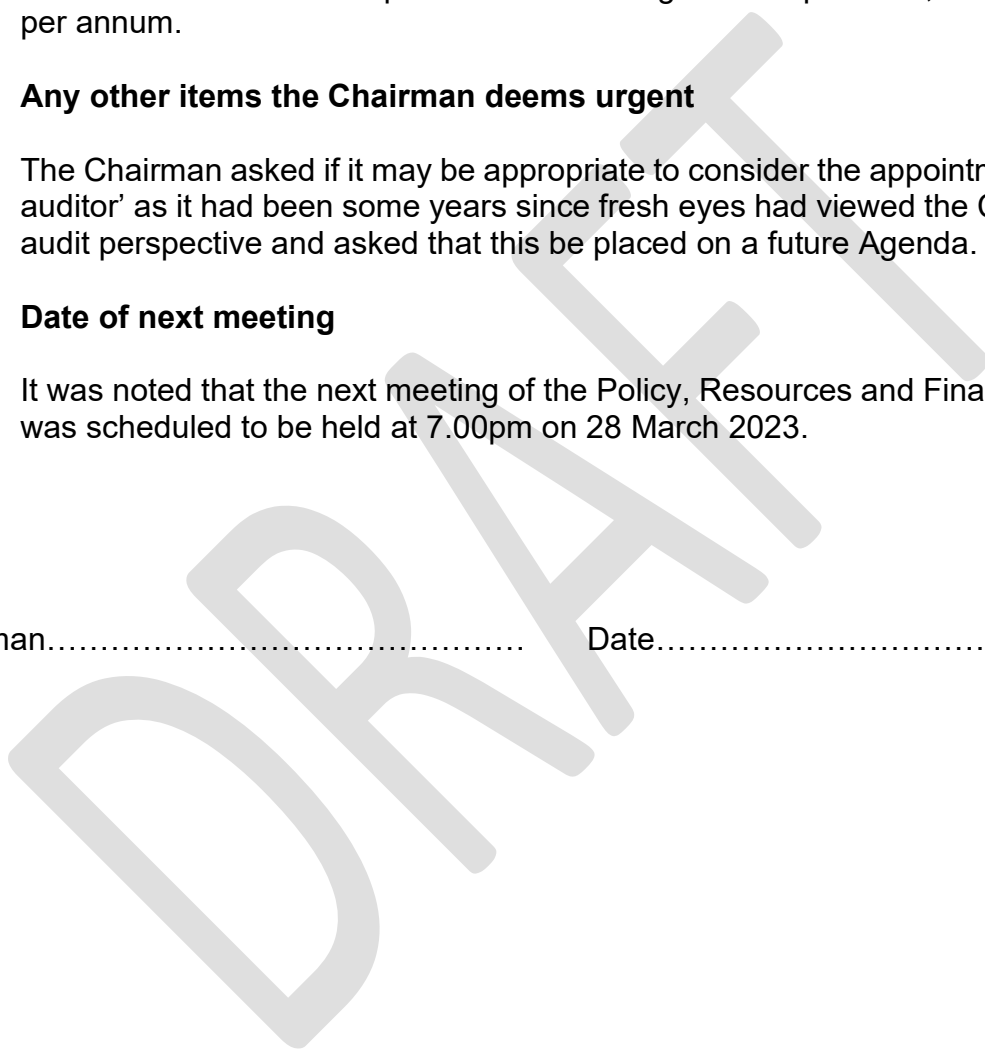 per annum.
Any other items the Chairman deems urgent
The Chairman asked if it may be appropriate to consider the
auditor’ as it had been some years since fresh eyes had viewed the
audit perspective and asked that this be placed on a future Agenda.
Date of next meeting
It was noted that the next meeting of the Policy, Resources and
was scheduled to be held at 7.00pm on 28 March 2023.
man............................................. Date...............................
DRAFT